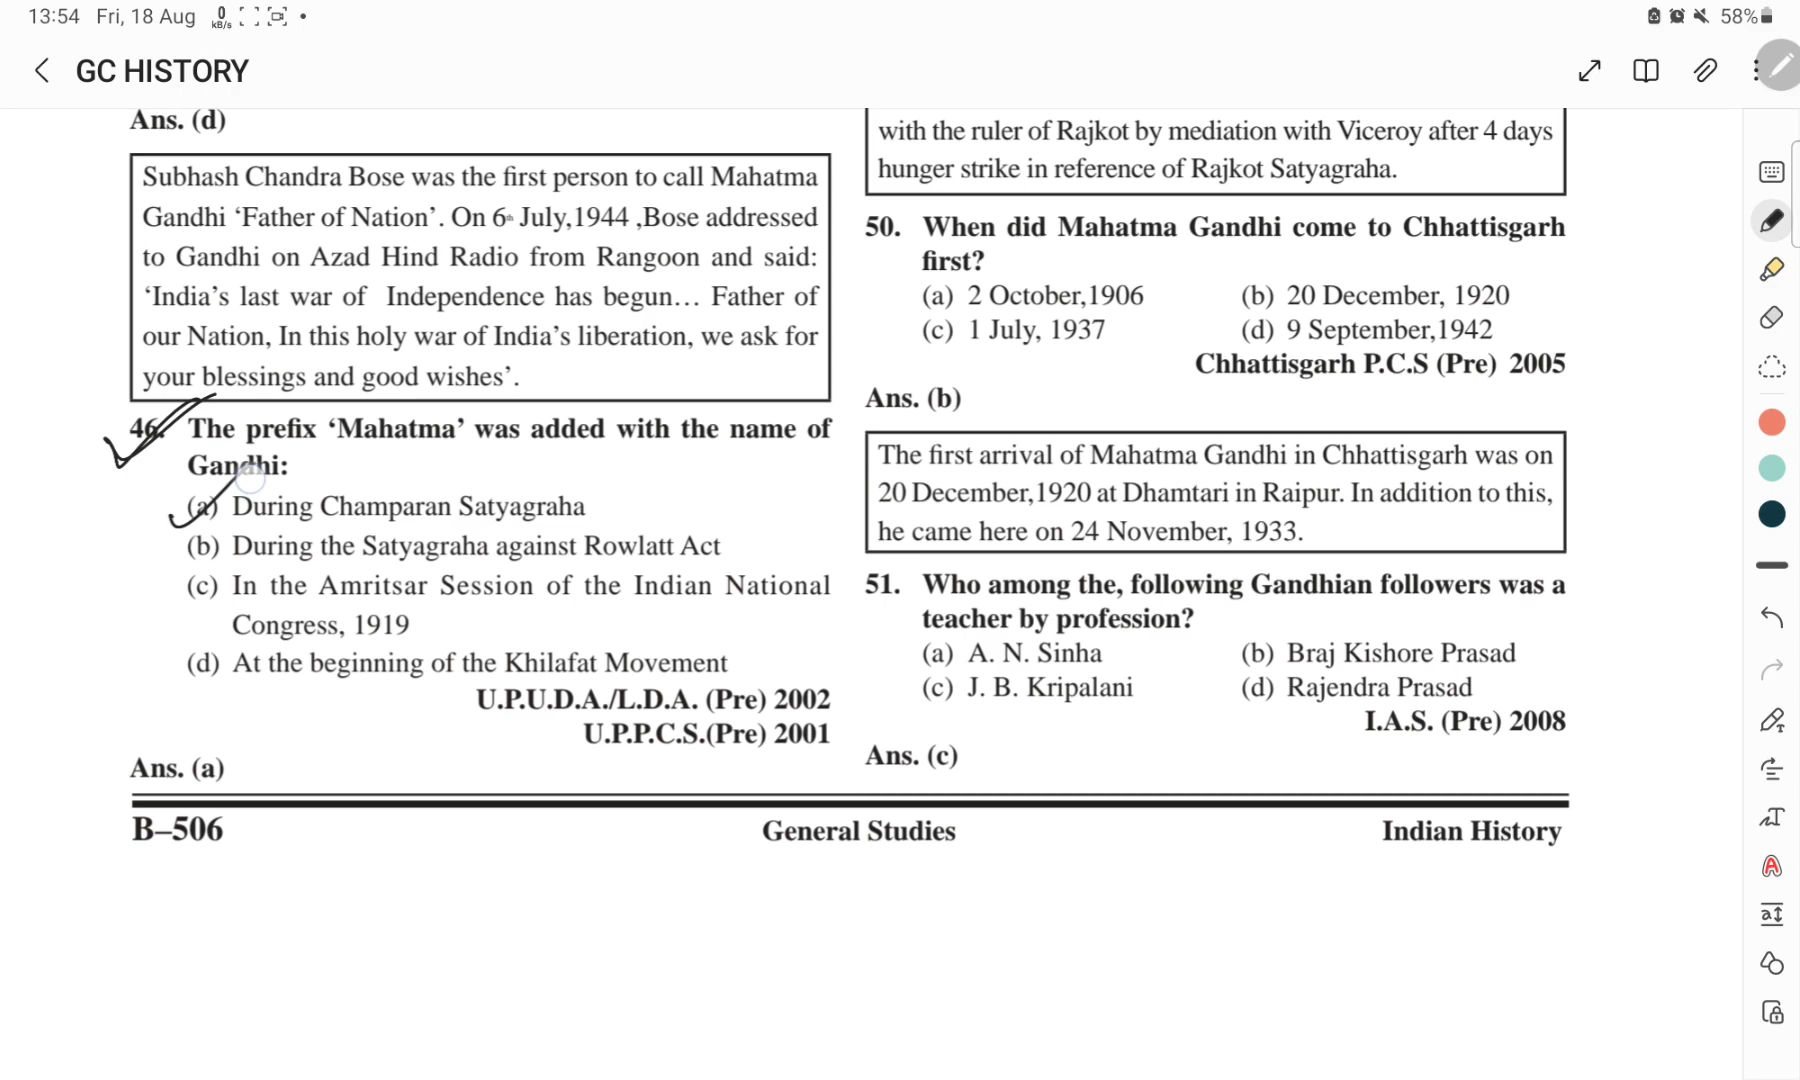 13:54 Fri, 18 Aug 0 kB/s 58%
GC HISTORY
Ans. (d)
Subhash Chandra Bose was the first person to call Mahatma
Gandhi ‘Father of Nation’. On 6th July,1944 ,Bose addressed
to Gandhi on Azad Hind Radio from Rangoon and said:
‘India’s last war of Independence has begun... Father of
our Nation, In this holy war of India’s liberation, we ask for
your blessings and good wishes’.
46. The prefix ‘Mahatma’ was added with the name of
Gandhi:
(a) During Champaran Satyagraha
(b) During the Satyagraha against Rowlatt Act
(c) In the Amritsar Session of the Indian National
Congress, 1919
(d) At the beginning of the Khilafat Movement
U.P.U.D.A./L.D.A. (Pre) 2002
U.P.P.C.S.(Pre) 2001
Ans. (a)
with the ruler of Rajkot by mediation with Viceroy after 4 days
hunger strike in reference of Rajkot Satyagraha.
50. When did Mahatma Gandhi come to Chhattisgarh
first?
(a) 2 October,1906 (b) 20 December, 1920
(c) 1 July, 1937 (d) 9 September,1942
Chhattisgarh P.C.S (Pre) 2005
Ans. (b)
The first arrival of Mahatma Gandhi in Chhattisgarh was on
20 December,1920 at Dhamtari in Raipur. In addition to this,
he came here on 24 November, 1933.
51. Who among the, following Gandhian followers was a
teacher by profession?
(a) A. N. Sinha (b) Braj Kishore Prasad
(c) J. B. Kripalani (d) Rajendra Prasad
I.A.S. (Pre) 2008
Ans. (c)
B–506 General Studies Indian History